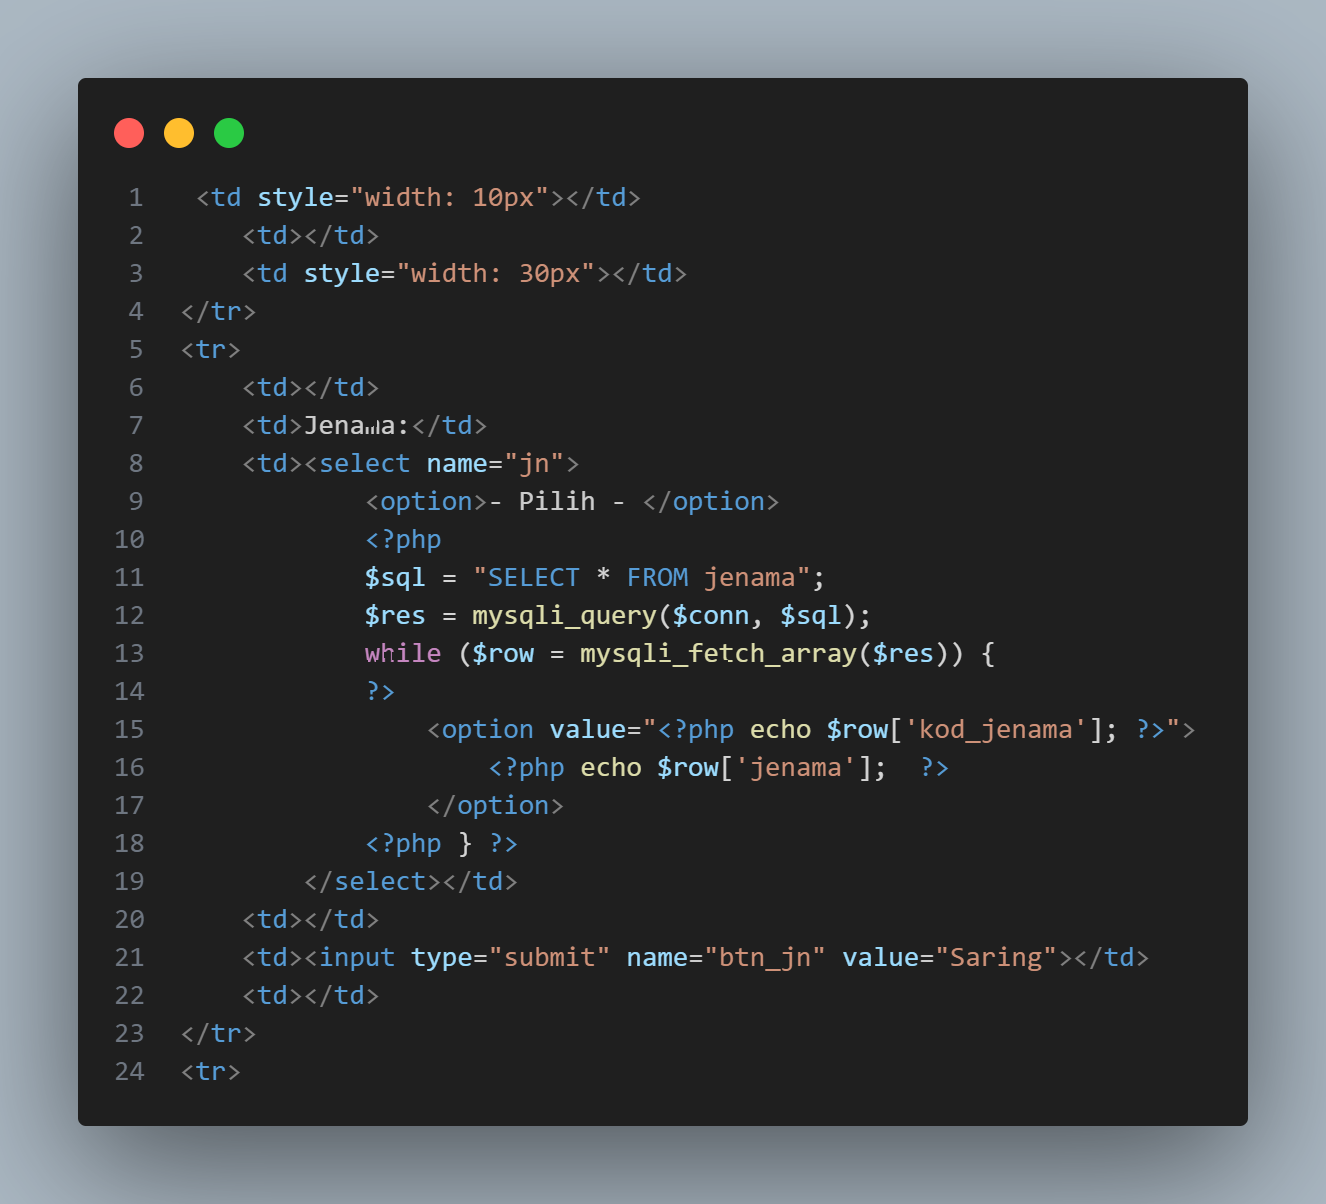 1 <td style="width: 10px"></td>
2 <td></td>
3 <td style="width: 30px"></td>
4 </tr>
5 <tr>
6 <td></td>
7 <td>Jenama:</td>
8 <td><select name="jn">
9 <option>- Pilih - </option>
10 <?php
11 $sql = "SELECT * FROM jenama";
12 $res = mysqli_query($conn, $sql);
13 while ($row = mysqli_fetch_array($res)) {
14 ?>
15 <option value="<?php echo $row['kod_jenama']; ?>">
16 <?php echo $row['jenama'];  ?>
17 </option>
18 <?php } ?>
19 </select></td>
20 <td></td>
21 <td><input type="submit" name="btn_jn" value="Saring"></td>
22 <td></td>
23 </tr>
24 <tr>